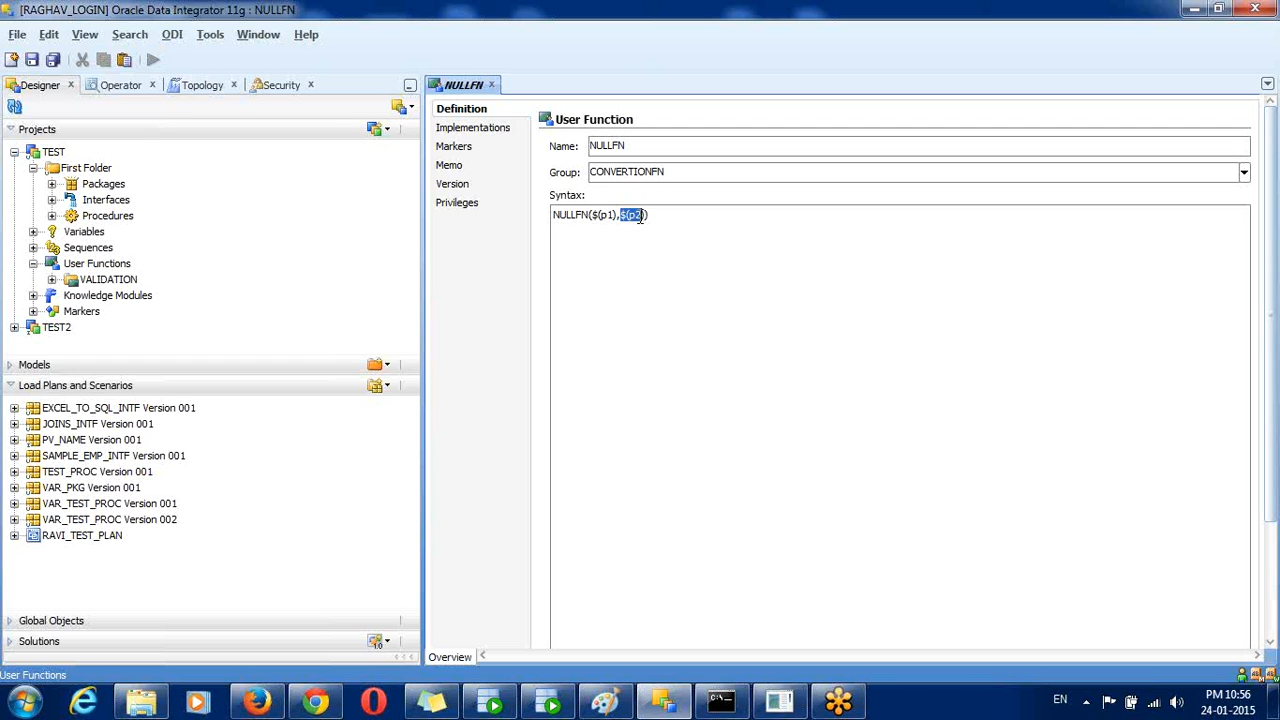 [RAGHAV_LOGIN] Oracle Data Integrator 11g : NULLFN
File Edit View Search ODI Tools Window Help
Designer Operator Topology Security
NULLFN
Projects
TEST
First Folder
Packages
Interfaces
Procedures
Variables
Sequences
User Functions
VALIDATION
Knowledge Modules
Markers
TEST2
Models
Load Plans and Scenarios
EXCEL_TO_SQL_INTF Version 001
JOINS_INTF Version 001
PV_NAME Version 001
SAMPLE_EMP_INTF Version 001
TEST_PROC Version 001
VAR_PKG Version 001
VAR_TEST_PROC Version 001
VAR_TEST_PROC Version 002
RAVI_TEST_PLAN
Global Objects
Solutions
Definition
Implementations
Markers
Memo
Version
Privileges
User Function
Name: NULLFN
Group: CONVERTIONFN
Syntax:
NULLFN($(p1),$(p2))
Overview
User Functions
EN
PM 10:56
24-01-2015